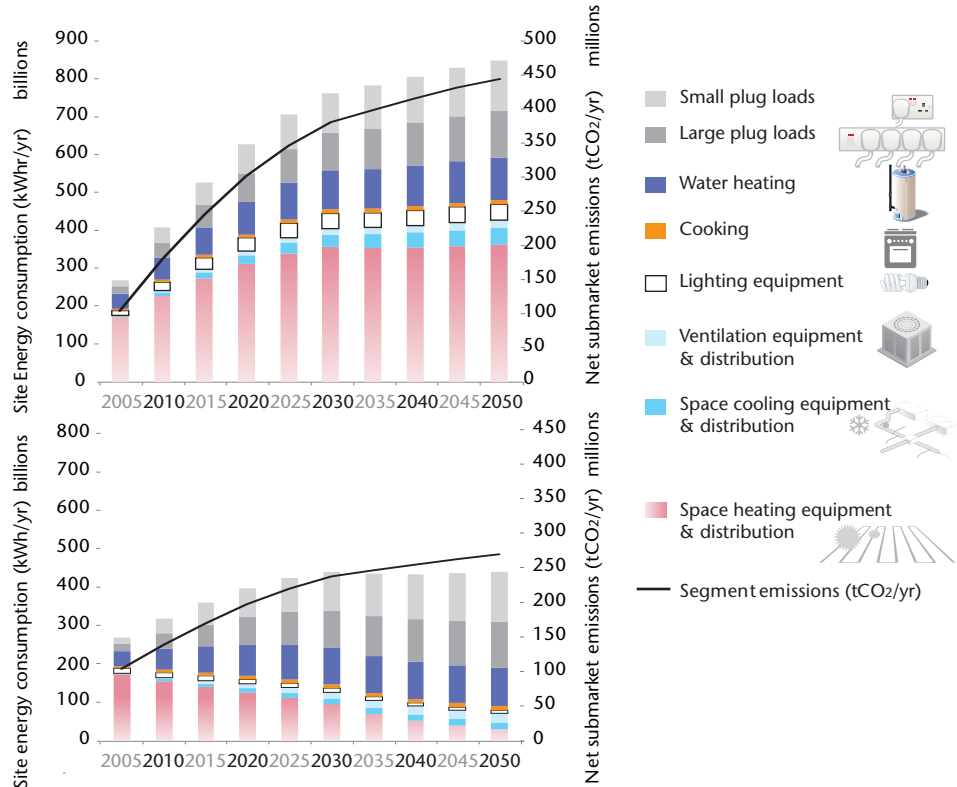 Site Energy consumption (kWhr/yr) billions
900
800
700
600
500
400
300
200
100
0
2005 2010 2015 2020 2025 2030 2035 2040 2045 2050
500
450
400
350
300
250
200
150
100
50
0
Net submarket emissions (tCO2/yr) millions
Site energy consumption (kWh/yr) billions
800
700
600
500
400
300
200
100
0
2005 2010 2015 2020 2025 2030 2035 2040 2045 2050
450
400
350
300
250
200
150
100
50
0
Net submarket emissions (tCO2/yr) millions
Small plug loads
Large plug loads
Water heating
Cooking
Lighting equipment
Ventilation equipment
& distribution
Space cooling equipment
& distribution
Space heating equipment
& distribution
Segment emissions (tCO2/yr)